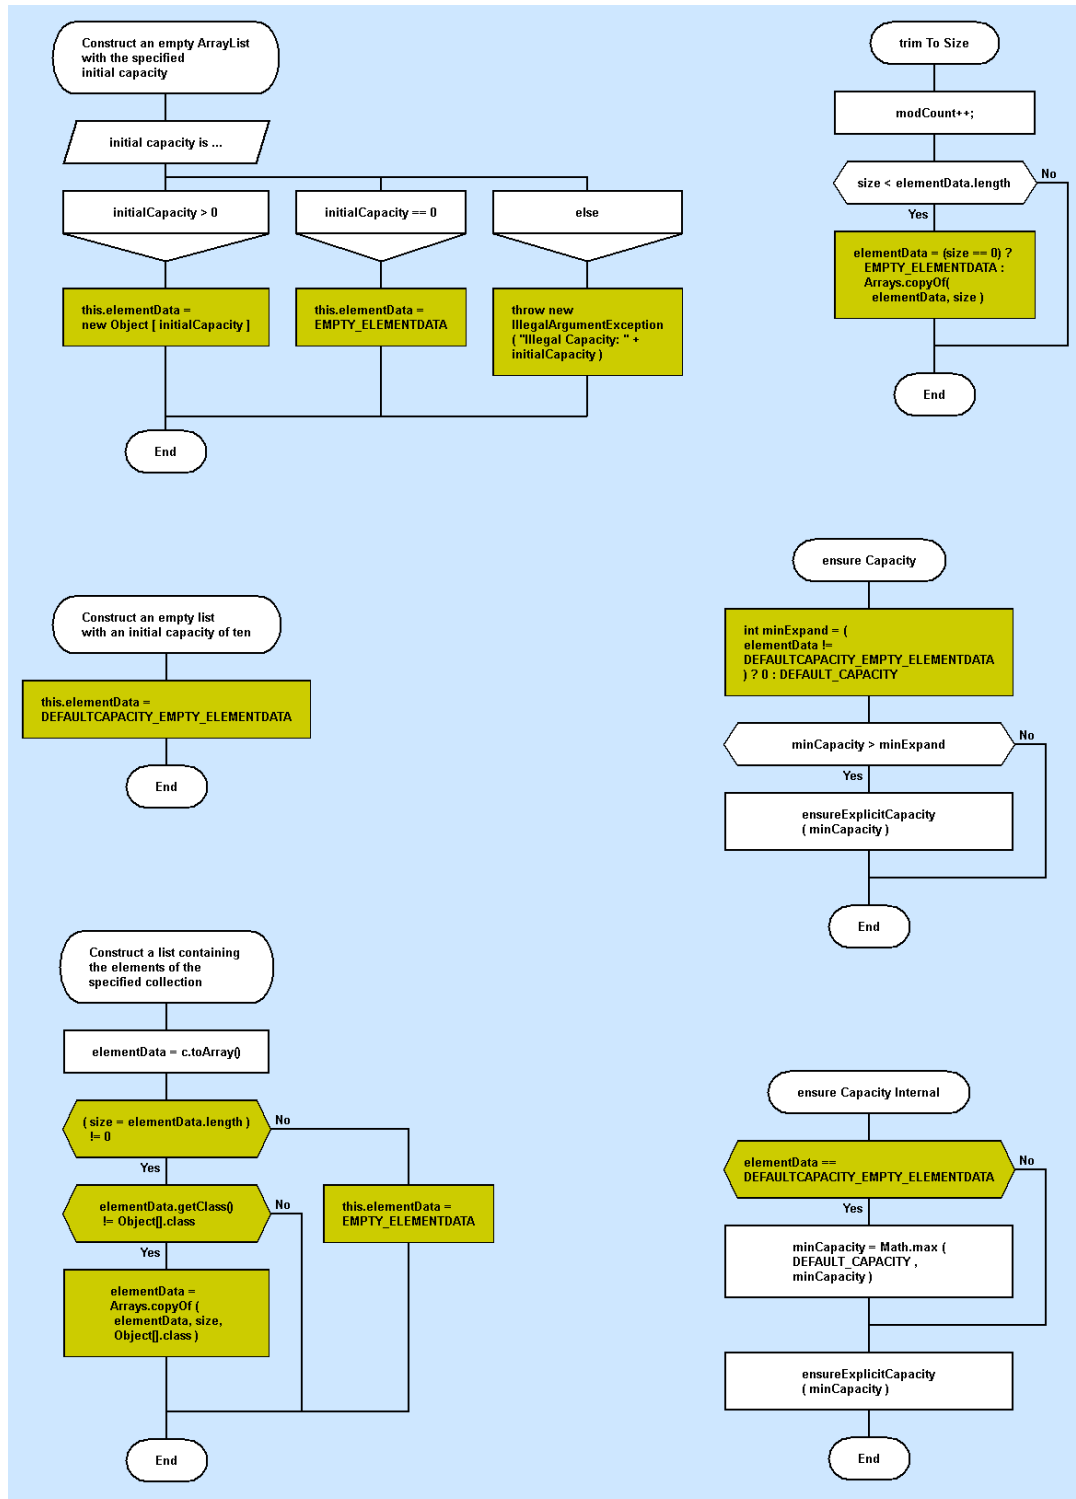 Construct an empty ArrayList
with the specified
initial capacity
initial capacity is ...
initialCapacity > 0
initialCapacity == 0
else
this.elementData =
new Object [ initialCapacity ]
this.elementData =
EMPTY_ELEMENTDATA
throw new
IllegalArgumentException
( "Illegal Capacity: " +
initialCapacity )
End
trim To Size
modCount++;
size < elementData.length
No
Yes
elementData = (size == 0) ?
EMPTY_ELEMENTDATA :
Arrays.copyOf(
elementData, size )
End
Construct an empty list
with an initial capacity of ten
this.elementData =
DEFAULTCAPACITY_EMPTY_ELEMENTDATA
End
ensure Capacity
int minExpand = (
elementData !=
DEFAULTCAPACITY_EMPTY_ELEMENTDATA
) ? 0 : DEFAULT_CAPACITY
minCapacity > minExpand
No
Yes
ensureExplicitCapacity
( minCapacity )
End
Construct a list containing
the elements of the
specified collection
elementData = c.toArray()
( size = elementData.length )
!= 0
No
Yes
elementData.getClass()
!= Object[].class
No
Yes
this.elementData =
EMPTY_ELEMENTDATA
elementData =
Arrays.copyOf (
elementData, size,
Object[].class )
End
ensure Capacity Internal
elementData ==
DEFAULTCAPACITY_EMPTY_ELEMENTDATA
No
Yes
minCapacity = Math.max (
DEFAULT_CAPACITY ,
minCapacity )
ensureExplicitCapacity
( minCapacity )
End